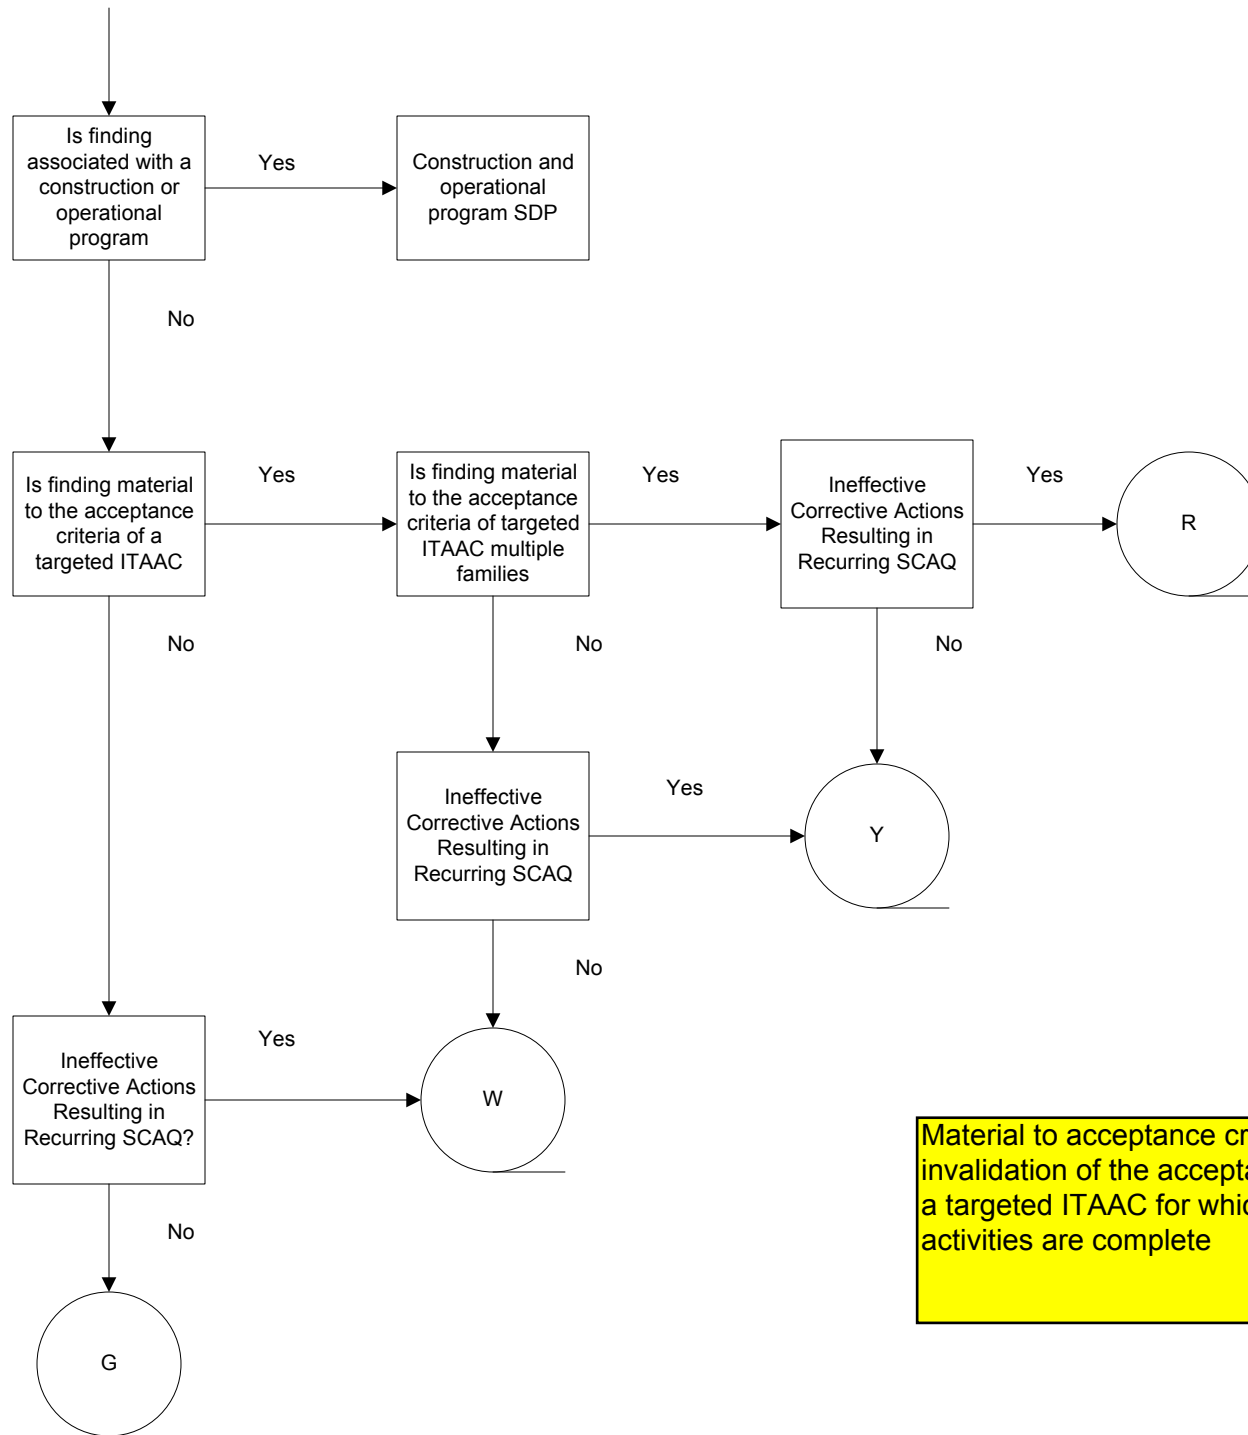 Is finding
associated with a
construction or
operational
program
Yes
Construction and
operational
program SDP
No
Is finding material
to the acceptance
criteria of a
targeted ITAAC
Yes
Is finding material
to the acceptance
criteria of targeted
ITAAC multiple
families
Yes
Ineffective
Corrective Actions
Resulting in
Recurring SCAQ
Yes
R
No
No
No
Ineffective
Corrective Actions
Resulting in
Recurring SCAQ
Yes
Y
No
Ineffective
Corrective Actions
Resulting in
Recurring SCAQ?
Yes
W
No
G
Material to acceptance
invalidation of the
a targeted ITAAC for
activities are complete